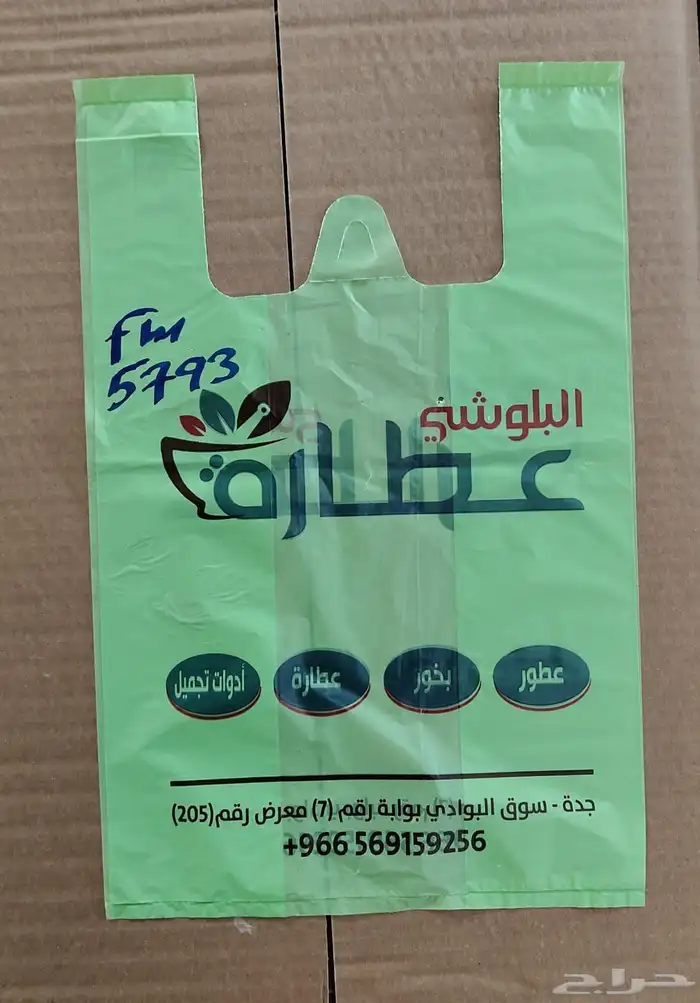 FM
5793
البلوشي
عطارة
عطور
بخور
عطارة
أدوات تجميل
جدة - سوق البوادي بوابة رقم (7) معرض رقم(205)
+966 569159256
حراج